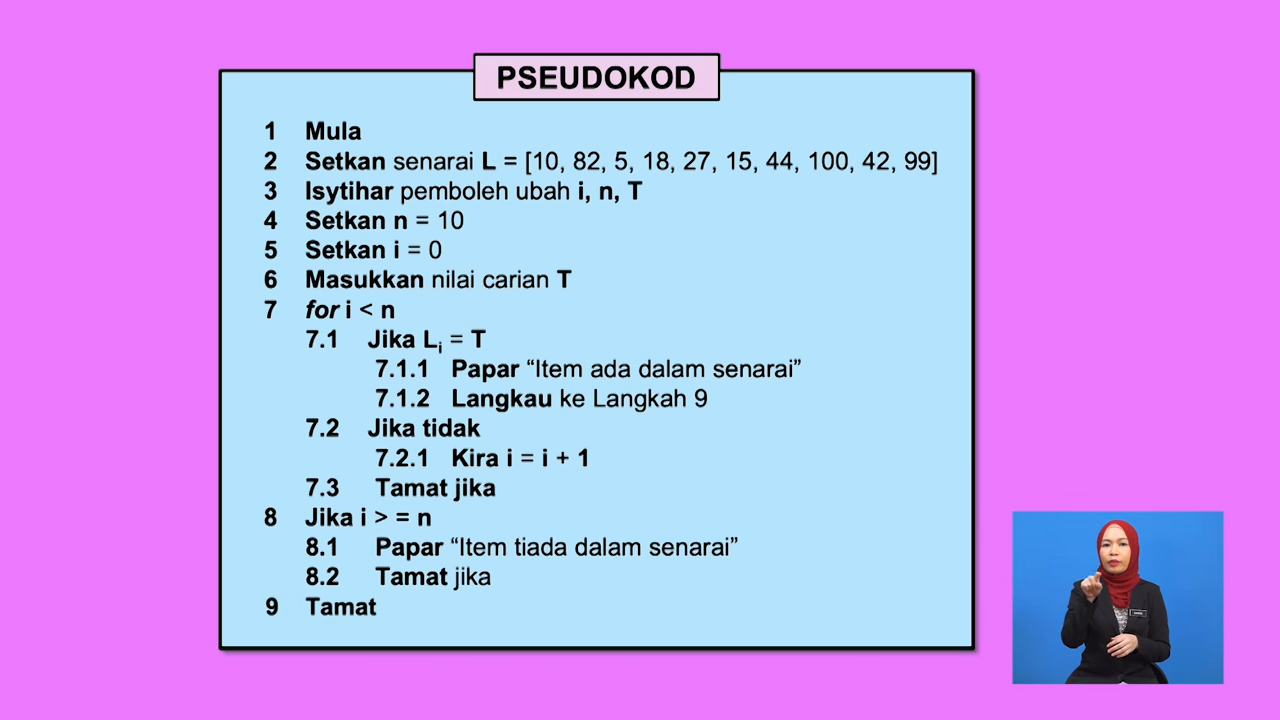 PSEUDOKOD
1 Mula
2 Setkan senarai L = [10, 82, 5, 18, 27, 15, 44, 100, 42, 99]
3 Isytihar pemboleh ubah i, n, T
4 Setkan n = 10
5 Setkan i = 0
6 Masukkan nilai carian T
7 for i < n
7.1 Jika Li = T
7.1.1 Papar “Item ada dalam senarai”
7.1.2 Langkau ke Langkah 9
7.2 Jika tidak
7.2.1 Kira i = i + 1
7.3 Tamat jika
8 Jika i > = n
8.1 Papar “Item tiada dalam senarai”
8.2 Tamat jika
9 Tamat